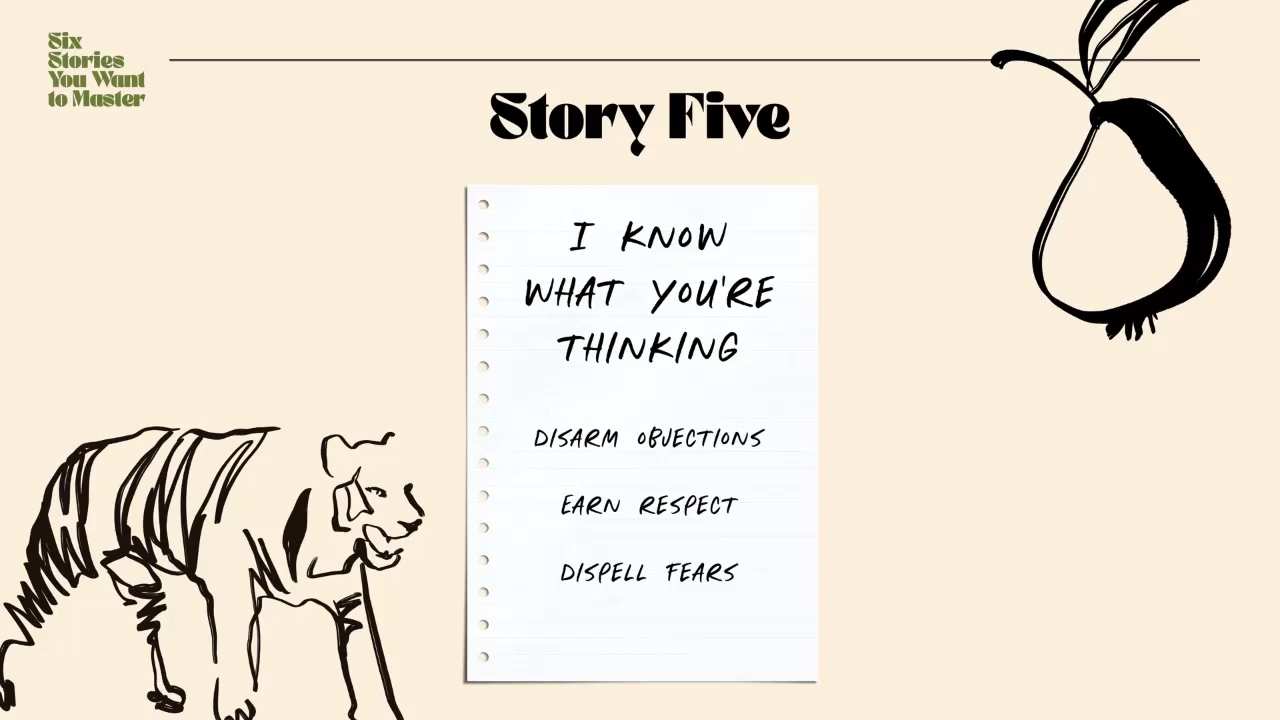 Six
Stories
You Want
to Master
Story Five
I KNOW
WHAT YOU'RE
THINKING
DISARM OBJECTIONS
EARN RESPECT
DISPELL FEARS